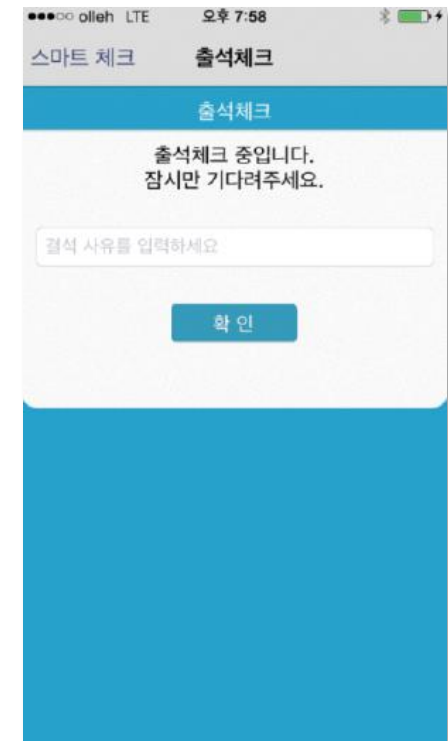 olleh LTE 오후 7:58
스마트 체크 출석체크
출석체크
출석체크 중입니다.
잠시만 기다려주세요.
결석 사유를 입력하세요
확 인